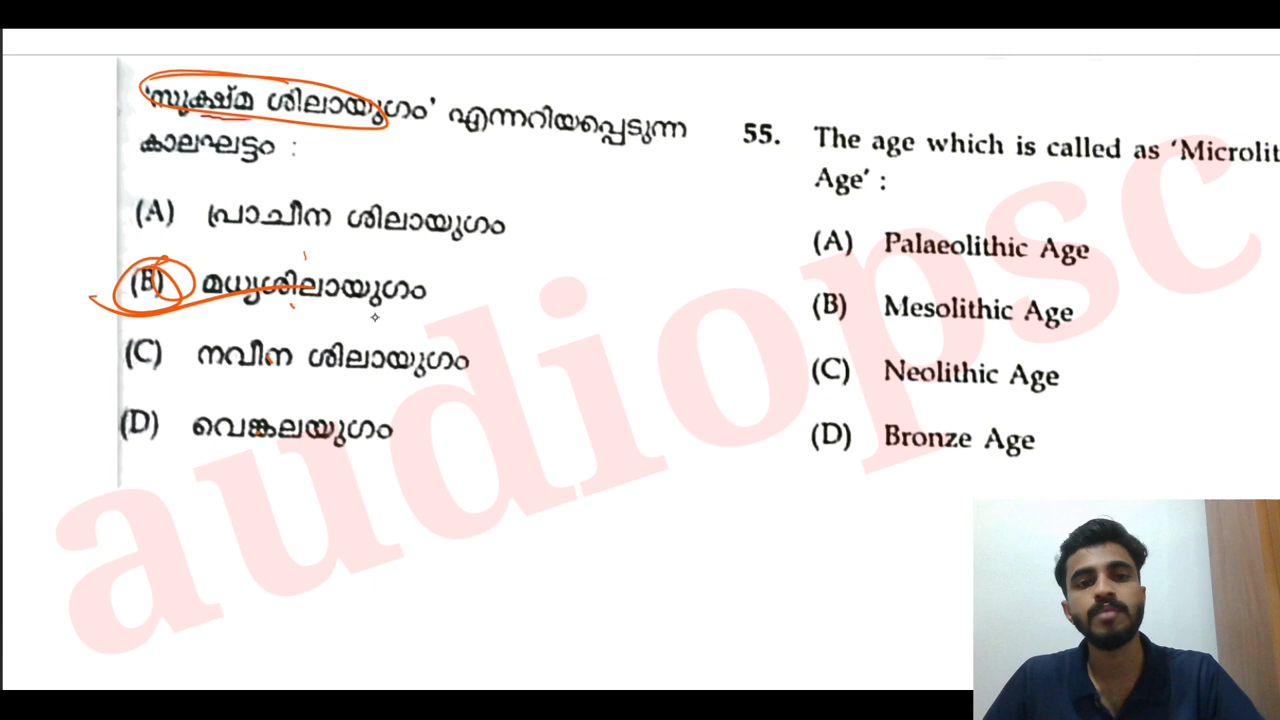 'സൂക്ഷ്മ ശിലായുഗം' എന്നറിയപ്പെടുന്ന
കാലഘട്ടം :
(A) പ്രാചീന ശിലായുഗം
(B) മധ്യശിലായുഗം
(C) നവീന ശിലായുഗം
(D) വെങ്കലയുഗം
55. The age which is called as 'Microlit
Age' :
(A) Palaeolithic Age
(B) Mesolithic Age
(C) Neolithic Age
(D) Bronze Age
audiopsc